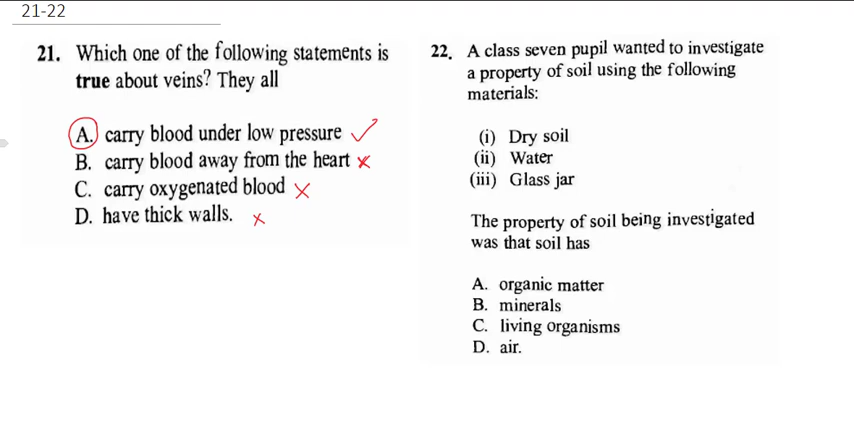 21-22
21. Which one of the following statements is
true about veins? They all
A. carry blood under low pressure ✓
B. carry blood away from the heart ×
C. carry oxygenated blood ×
D. have thick walls. ×
22. A class seven pupil wanted to investigate
a property of soil using the following
materials:
(i) Dry soil
(ii) Water
(iii) Glass jar
The property of soil being investigated
was that soil has
A. organic matter
B. minerals
C. living organisms
D. air.